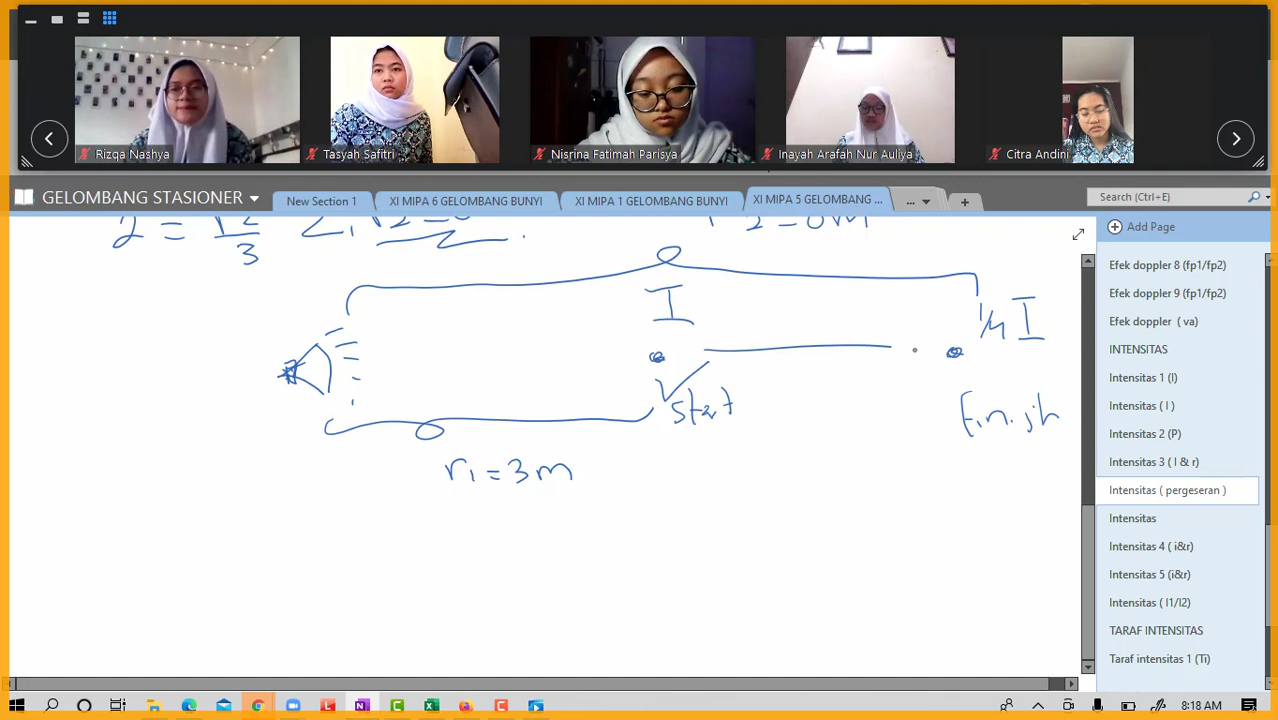 Rizqa Nashya
Tasyah Safitri
Nisrina Fatimah Parisya
Inayah Arafah Nur Auliya
Citra Andini
GELOMBANG STASIONER
New Section 1
XI MIPA 6 GELOMBANG BUNYI
XI MIPA 1 GELOMBANG BUNYI
XI MIPA 5 GELOMBANG ...
...
Search (Ctrl+E)
Add Page
Efek doppler 8 (fp1/fp2)
Efek doppler 9 (fp1/fp2)
Efek doppler ( va)
INTENSITAS
Intensitas 1 (I)
Intensitas ( I )
Intensitas 2 (P)
Intensitas 3 ( I & r)
Intensitas ( pergeseran )
Intensitas
Intensitas 4 ( i&r)
Intensitas 5 (i&r)
Intensitas ( I1/I2)
TARAF INTENSITAS
Taraf intensitas 1 (Ti)
I
1/4 I
Start
Finish
r1 = 3 m
8:18 AM